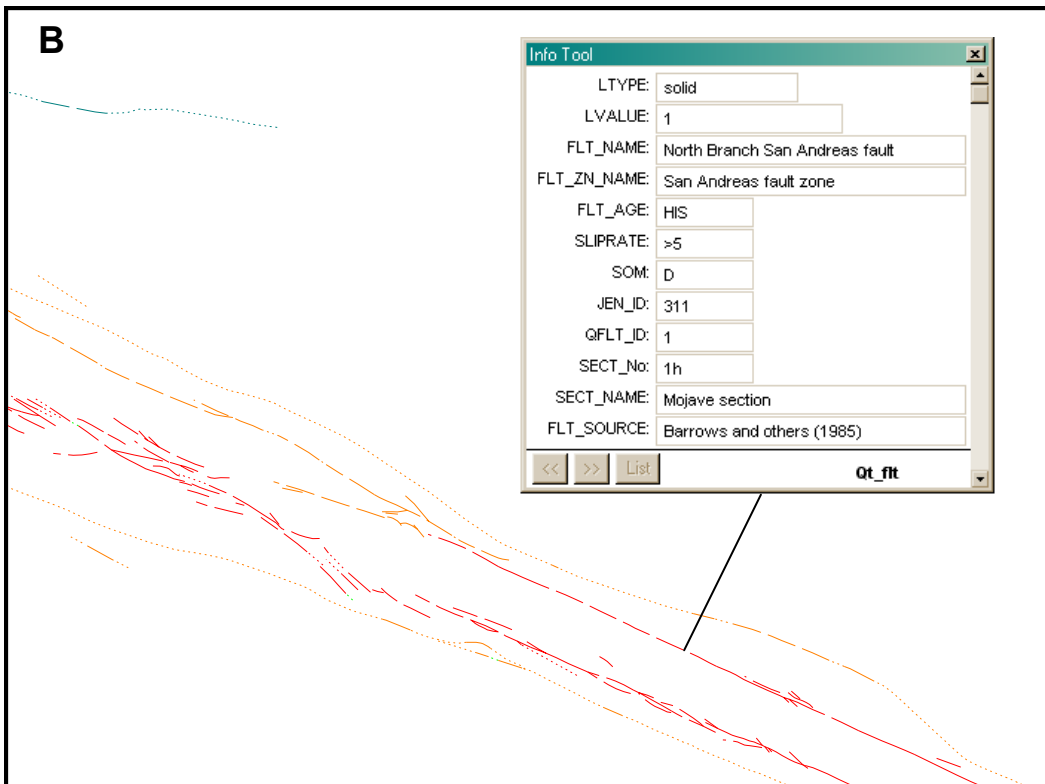 B
Info Tool
LTYPE: solid
LVALUE: 1
FLT_NAME: North Branch San Andreas fault
FLT_ZN_NAME: San Andreas fault zone
FLT_AGE: HIS
SLIPRATE: >5
SOM: D
JEN_ID: 311
QFLT_ID: 1
SECT_No: 1h
SECT_NAME: Mojave section
FLT_SOURCE: Barrows and others (1985)
<< >> List Qt_flt